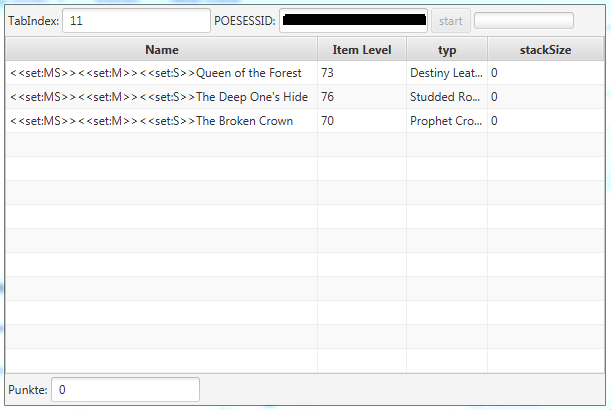 TabIndex: 11 POESESSID: start
Name Item Level typ stackSize
<<set:MS>><<set:M>><<set:S>>Queen of the Forest 73 Destiny Leat... 0
<<set:MS>><<set:M>><<set:S>>The Deep One's Hide 76 Studded Ro... 0
<<set:MS>><<set:M>><<set:S>>The Broken Crown 70 Prophet Cro... 0
Punkte: 0